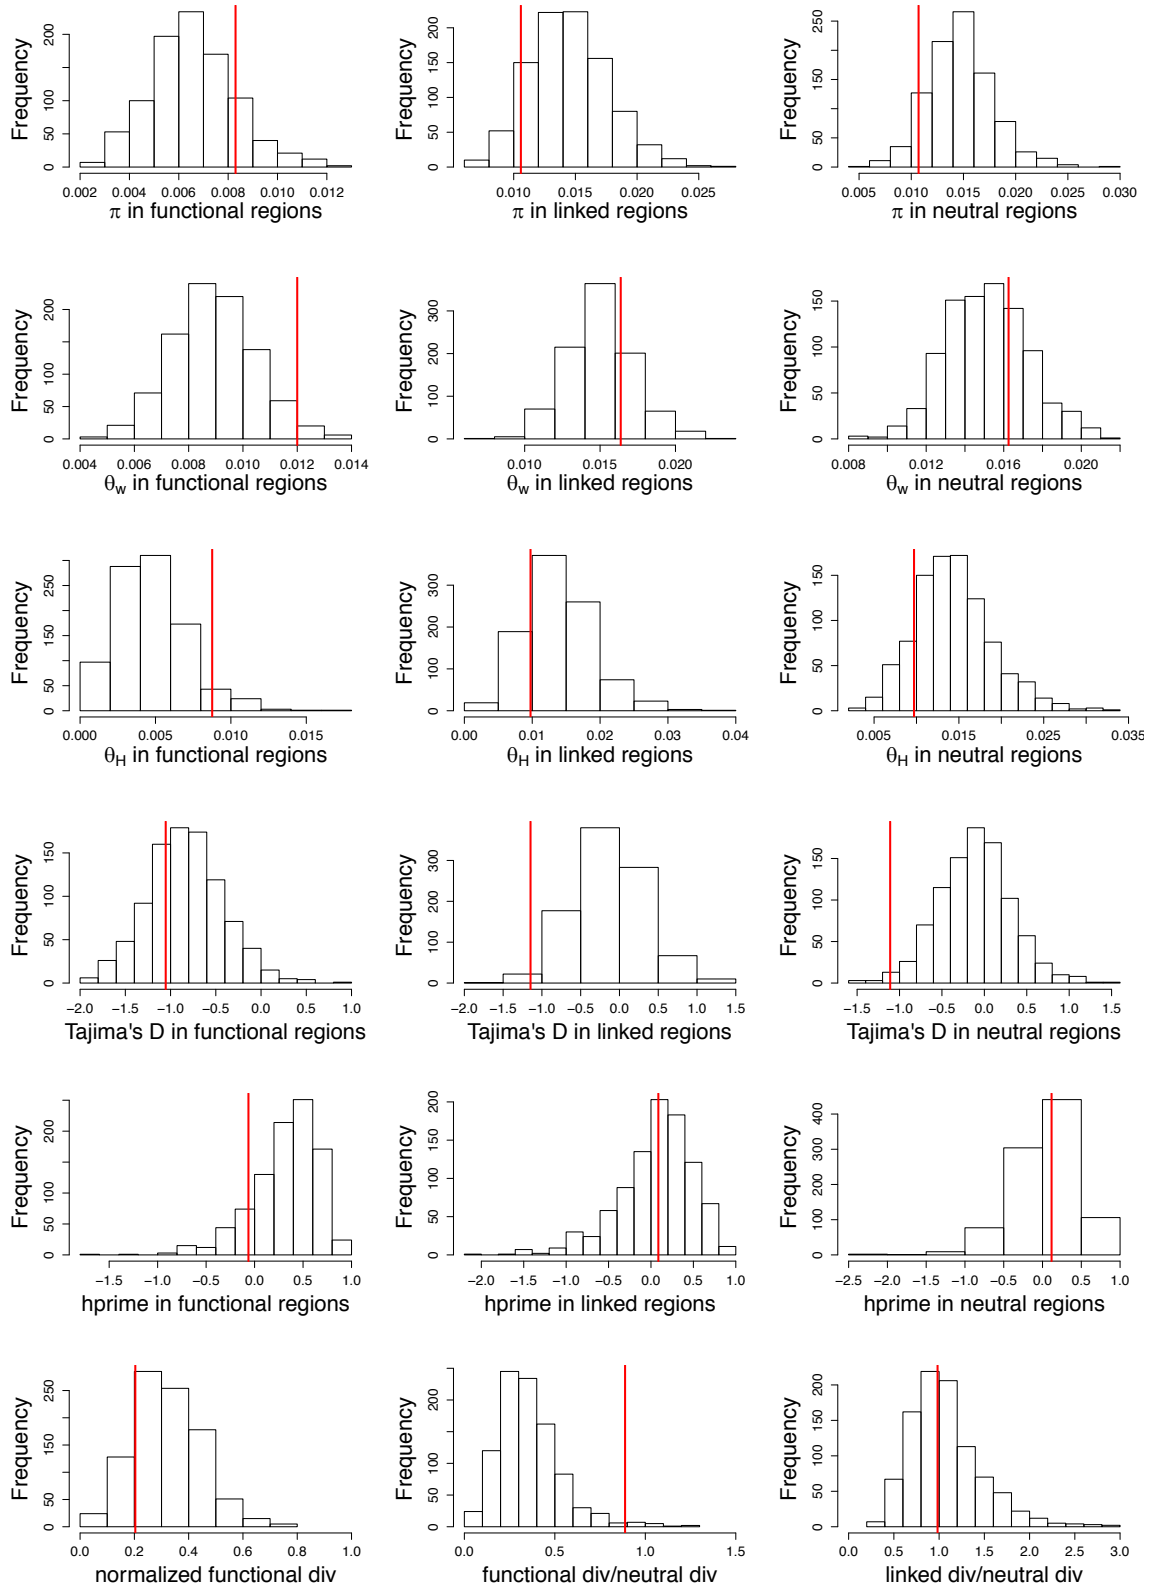 Frequency
0 50 100 200
0.002 0.004 0.006 0.008 0.010 0.012
π in functional regions
Frequency
0 50 100 150 200
0.010 0.015 0.020 0.025
π in linked regions
Frequency
0 50 100 150 250
0.005 0.010 0.015 0.020 0.025 0.030
π in neutral regions
Frequency
0 50 100 200
0.004 0.006 0.008 0.010 0.012 0.014
θw in functional regions
Frequency
0 100 200 300
0.010 0.016 0.020
θw in linked regions
Frequency
0 50 100 150
0.008 0.012 0.016 0.020
θw in neutral regions
Frequency
0 50 150 250
0.000 0.005 0.010 0.015
θH in functional regions
Frequency
0 100 200 300
0.00 0.01 0.02 0.03 0.04
θH in linked regions
Frequency
0 50 100 150
0.005 0.015 0.025 0.035
θH in neutral regions
Frequency
0 50 100 150
−2.0 −1.5 −1.0 −0.5 0.0 0.5 1.0
Tajima's D in functional regions
Frequency
0 100 200 300
−2.0 −1.0 −0.5 0.0 0.5 1.0 1.5
Tajima's D in linked regions
Frequency
0 50 100 150
−1.5 −1.0 −0.5 0.0 0.5 1.0 1.5
Tajima's D in neutral regions
Frequency
0 50 100 200
−1.5 −1.0 −0.5 0.0 0.5 1.0
hprime in functional regions
Frequency
0 50 100 150 200
−2.0 −1.0 −0.5 0.0 0.5 1.0
hprime in linked regions
Frequency
0 100 200 300 400
−2.5 −1.5 −1.0 −0.5 0.0 0.5 1.0
hprime in neutral regions
Frequency
0 50 150 250
0.0 0.2 0.4 0.6 0.8 1.0
normalized functional div
Frequency
0 50 100 200
0.0 0.5 1.0 1.5
functional div/neutral div
Frequency
0 50 100 150 200
0.0 0.5 1.0 1.5 2.0 2.5 3.0
linked div/neutral div